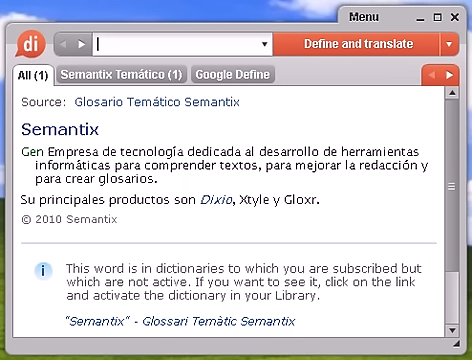 Menu
di
Define and translate
All (1)
Semantix Temático (1)
Google Define
Source: Glosario Temático Semantix
Semantix
Gen Empresa de tecnología dedicada al desarrollo de herramientas
informáticas para comprender textos, para mejorar la redacción y
para crear glosarios.
Su principales productos son Dixio, Xtyle y Gloxr.
© 2010 Semantix
i
This word is in dictionaries to which you are subscribed but
which are not active. If you want to see it, click on the link
and activate the dictionary in your Library.
"Semantix" - Glossari Temàtic Semantix